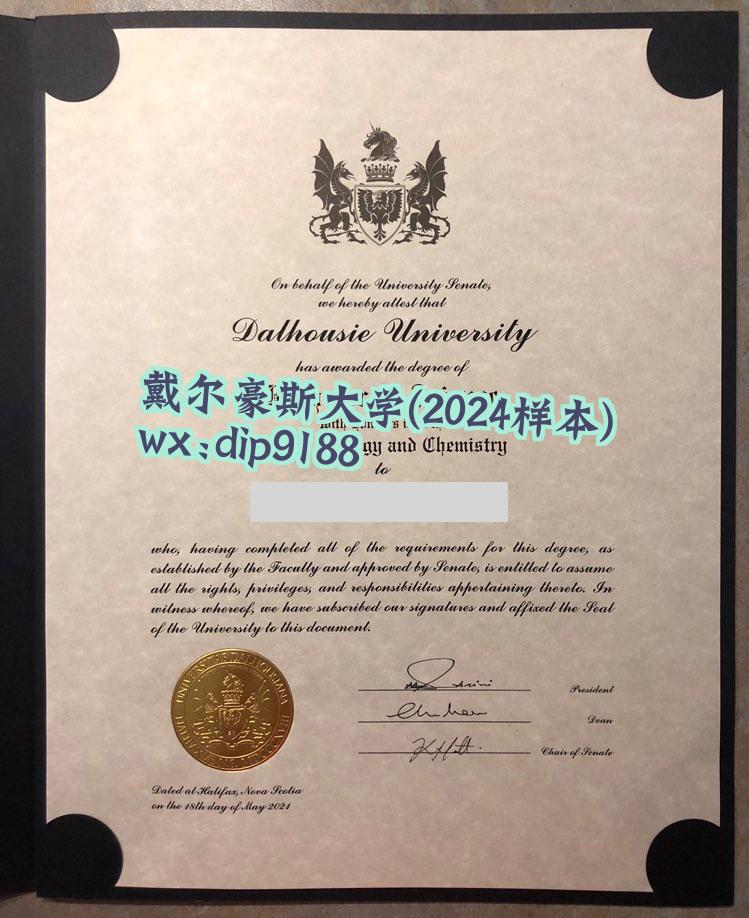 On behalf of the University Senate,
we hereby attest that
Dalhousie University
has awarded the degree of
戴尔豪斯大学(2024样本)
wx:dip9188
and Chemistry
to
who, having completed all of the requirements for this degree, as
established by the Faculty and approved by Senate, is entitled to assume
all the rights, privileges, and responsibilities appertaining thereto. In
witness whereof, we have subscribed our signatures and affixed the Seal
of the University to this document.
President
Dean
Chair of Senate
Dated at Halifax, Nova Scotia
on the 18th day of May 2021